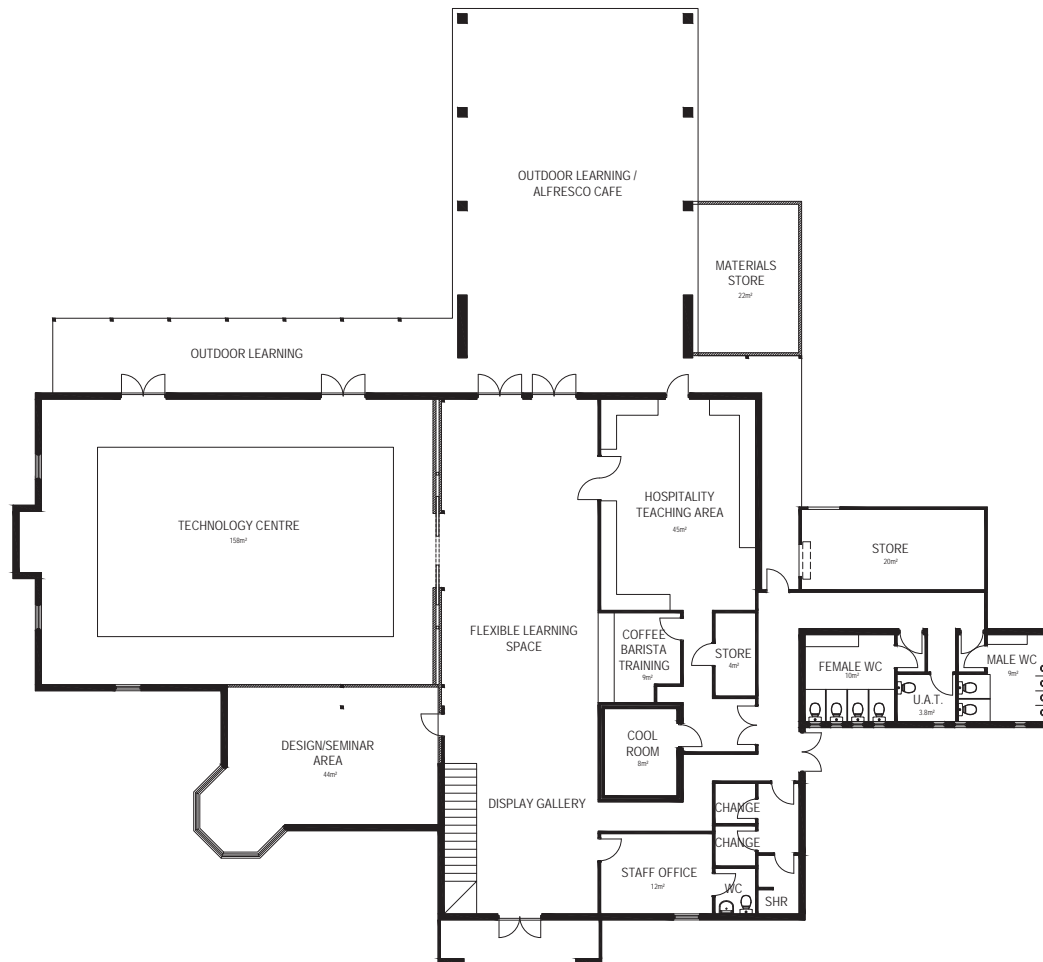 OUTDOOR LEARNING /
ALFRESCO CAFE
MATERIALS
STORE
22m²
OUTDOOR LEARNING
TECHNOLOGY CENTRE
158m²
HOSPITALITY
TEACHING AREA
45m²
STORE
20m²
FLEXIBLE LEARNING
SPACE
COFFEE
BARISTA
TRAINING
9m²
STORE
4m²
FEMALE WC
10m²
U.A.T.
3.8m²
MALE WC
9m²
DESIGN/SEMINAR
AREA
44m²
COOL
ROOM
8m²
DISPLAY GALLERY
CHANGE
CHANGE
STAFF OFFICE
12m²
WC
SHR